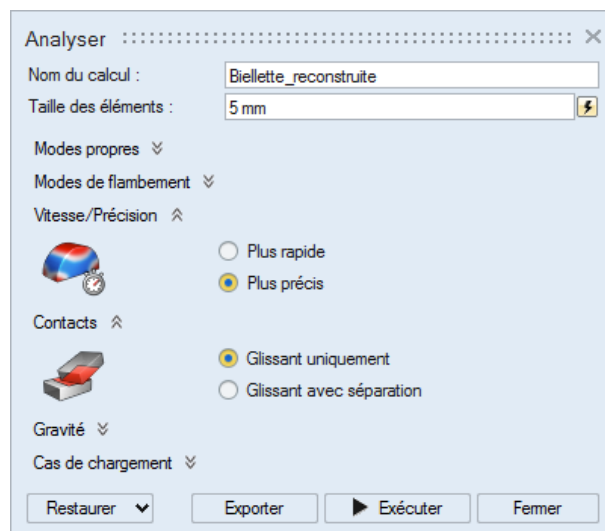 Analyser
Nom du calcul : Biellette_reconstruite
Taille des éléments : 5 mm
Modes propres
Modes de flambement
Vitesse/Précision
Plus rapide
Plus précis
Contacts
Glissant uniquement
Glissant avec séparation
Gravité
Cas de chargement
Restaurer Exporter Exécuter Fermer